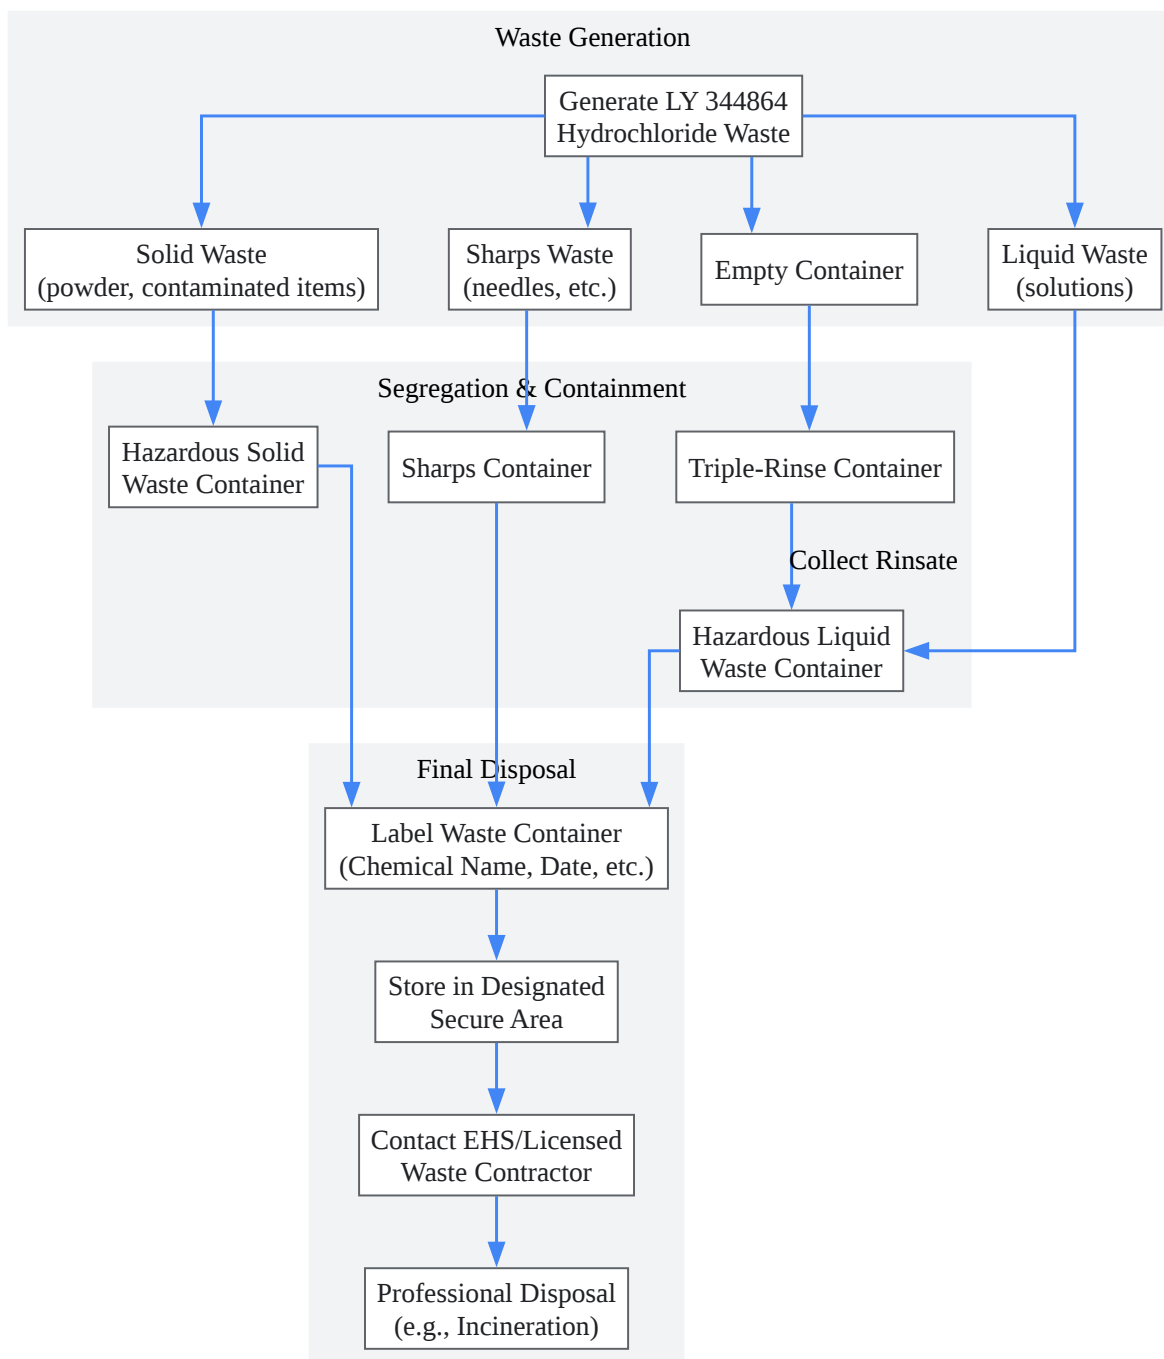 Waste Generation
Generate LY 344864
Hydrochloride Waste
Solid Waste
(powder, contaminated items)
Sharps Waste
(needles, etc.)
Empty Container
Liquid Waste
(solutions)
Segregation & Containment
Hazardous Solid
Waste Container
Sharps Container
Triple-Rinse Container
Collect Rinsate
Hazardous Liquid
Waste Container
Final Disposal
Label Waste Container
(Chemical Name, Date, etc.)
Store in Designated
Secure Area
Contact EHS/Licensed
Waste Contractor
Professional Disposal
(e.g., Incineration)